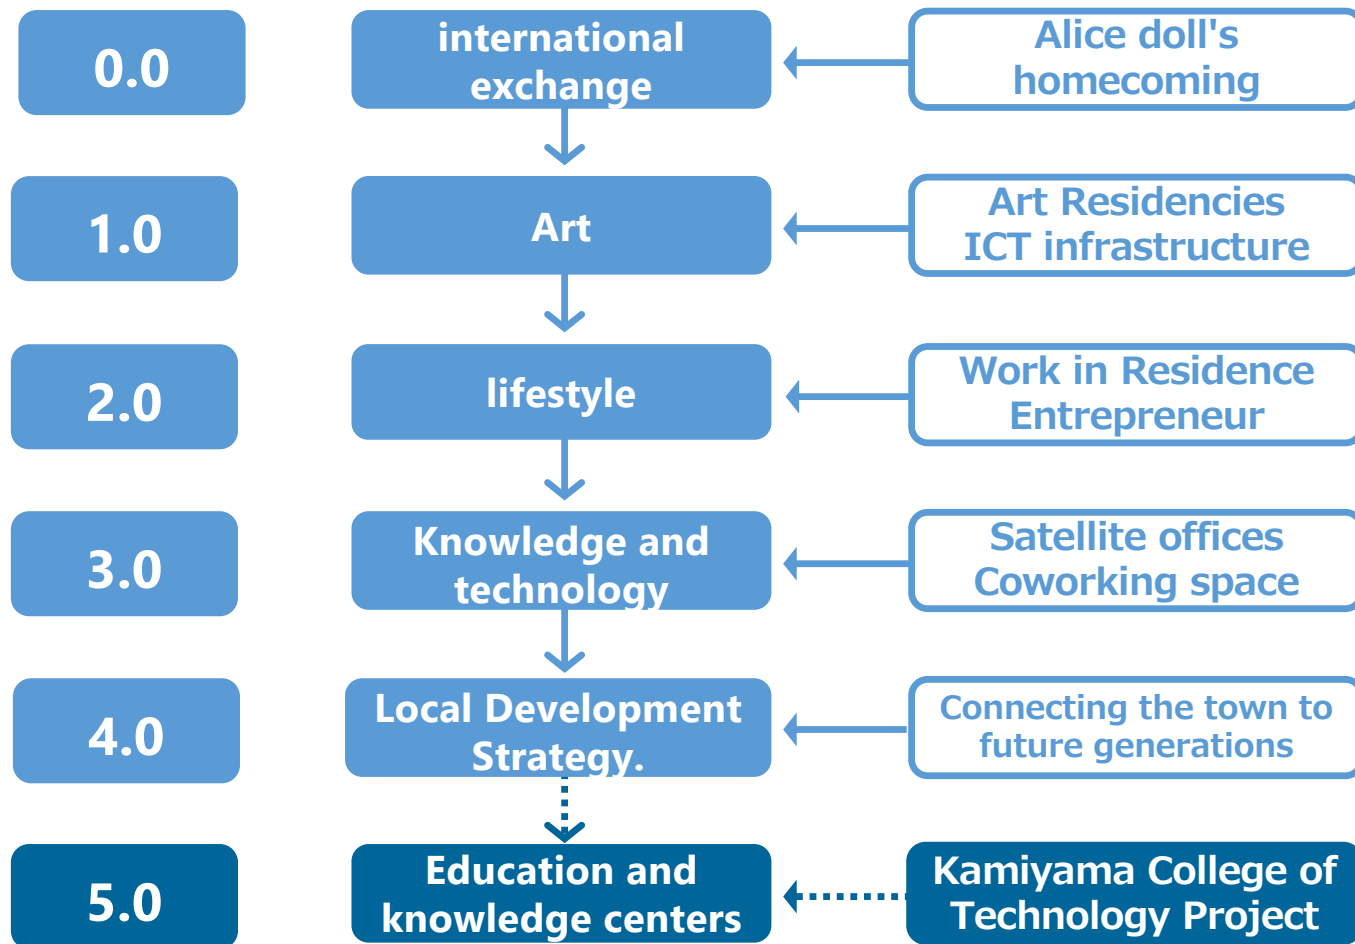 0.0
international
exchange
Alice doll's
homecoming
1.0
Art
Art Residencies
ICT infrastructure
2.0
lifestyle
Work in Residence
Entrepreneur
3.0
Knowledge and
technology
Satellite offices
Coworking space
4.0
Local Development
Strategy.
Connecting the town to
future generations
5.0
Education and
knowledge centers
Kamiyama College of
Technology Project